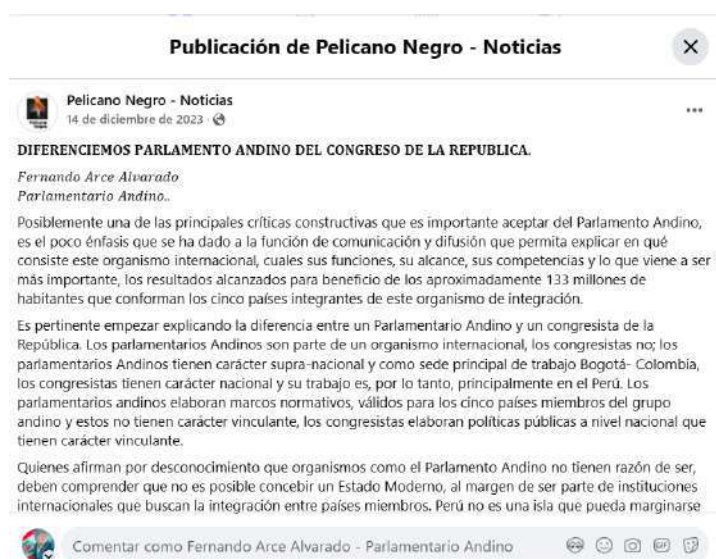 Publicación de Pelicano Negro - Noticias
Pelicano Negro - Noticias
14 de diciembre de 2023
DIFERENCIEMOS PARLAMENTO ANDINO DEL CONGRESO DE LA REPUBLICA.
Fernando Arce Alvarado
Parlamentario Andino..
Posiblemente una de las principales críticas constructivas que es importante aceptar del Parlamento Andino,
es el poco énfasis que se ha dado a la función de comunicación y difusión que permita explicar en qué
consiste este organismo internacional, cuales sus funciones, su alcance, sus competencias y lo que viene a ser
más importante, los resultados alcanzados para beneficio de los aproximadamente 133 millones de
habitantes que conforman los cinco países integrantes de este organismo de integración.
Es pertinente empezar explicando la diferencia entre un Parlamentario Andino y un congresista de la
República. Los parlamentarios Andinos son parte de un organismo internacional, los congresistas no; los
parlamentarios Andinos tienen carácter supra-nacional y como sede principal de trabajo Bogotá- Colombia,
los congresistas tienen carácter nacional y su trabajo es, por lo tanto, principalmente en el Perú. Los
parlamentarios andinos elaboran marcos normativos, válidos para los cinco países miembros del grupo
andino y estos no tienen carácter vinculante, los congresistas elaboran políticas públicas a nivel nacional que
tienen carácter vinculante.
Quienes afirman por desconocimiento que organismos como el Parlamento Andino no tienen razón de ser,
deben comprender que no es posible concebir un Estado Moderno, al margen de ser parte de instituciones
internacionales que buscan la integración entre países miembros. Perú no es una isla que pueda marginarse
Comentar como Fernando Arce Alvarado - Parlamentario Andino